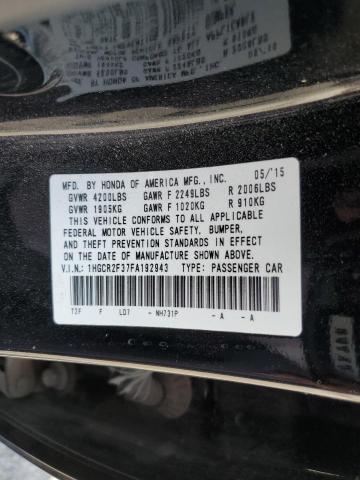 MFD. BY HONDA OF AMERICA MFG., INC. 05/15
GVWR 4200LBS GAWR F 2249LBS R 2006LBS
GVWR 1905KG GAWR F 1020KG R 910KG
THIS VEHICLE CONFORMS TO ALL APPLICABLE
FEDERAL MOTOR VEHICLE SAFETY, BUMPER,
AND THEFT PREVENTION STANDARDS IN EFFECT
ON THE DATE OF MANUFACTURE SHOWN ABOVE.
V.I.N.: 1HGCR2F37FA192943 TYPE: PASSENGER CAR
T2F F LD7 - NH731P - A - A